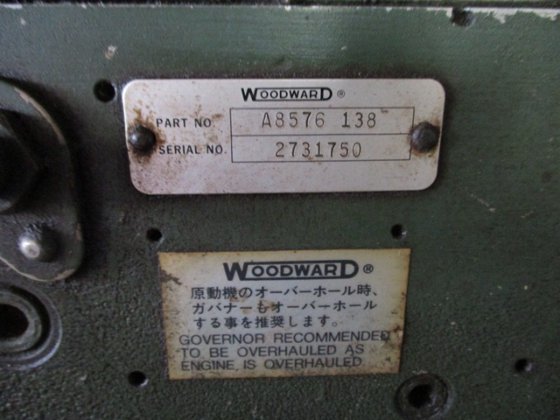 WOODWARD ®
PART NO. A8576 138
SERIAL NO. 2731750
WOODWARD ®
原動機のオーバーホール時、
ガバナーもオーバーホール
する事を推奨します。
GOVERNOR RECOMMENDED
TO BE OVERHAULED AS
ENGINE IS OVERHAULED